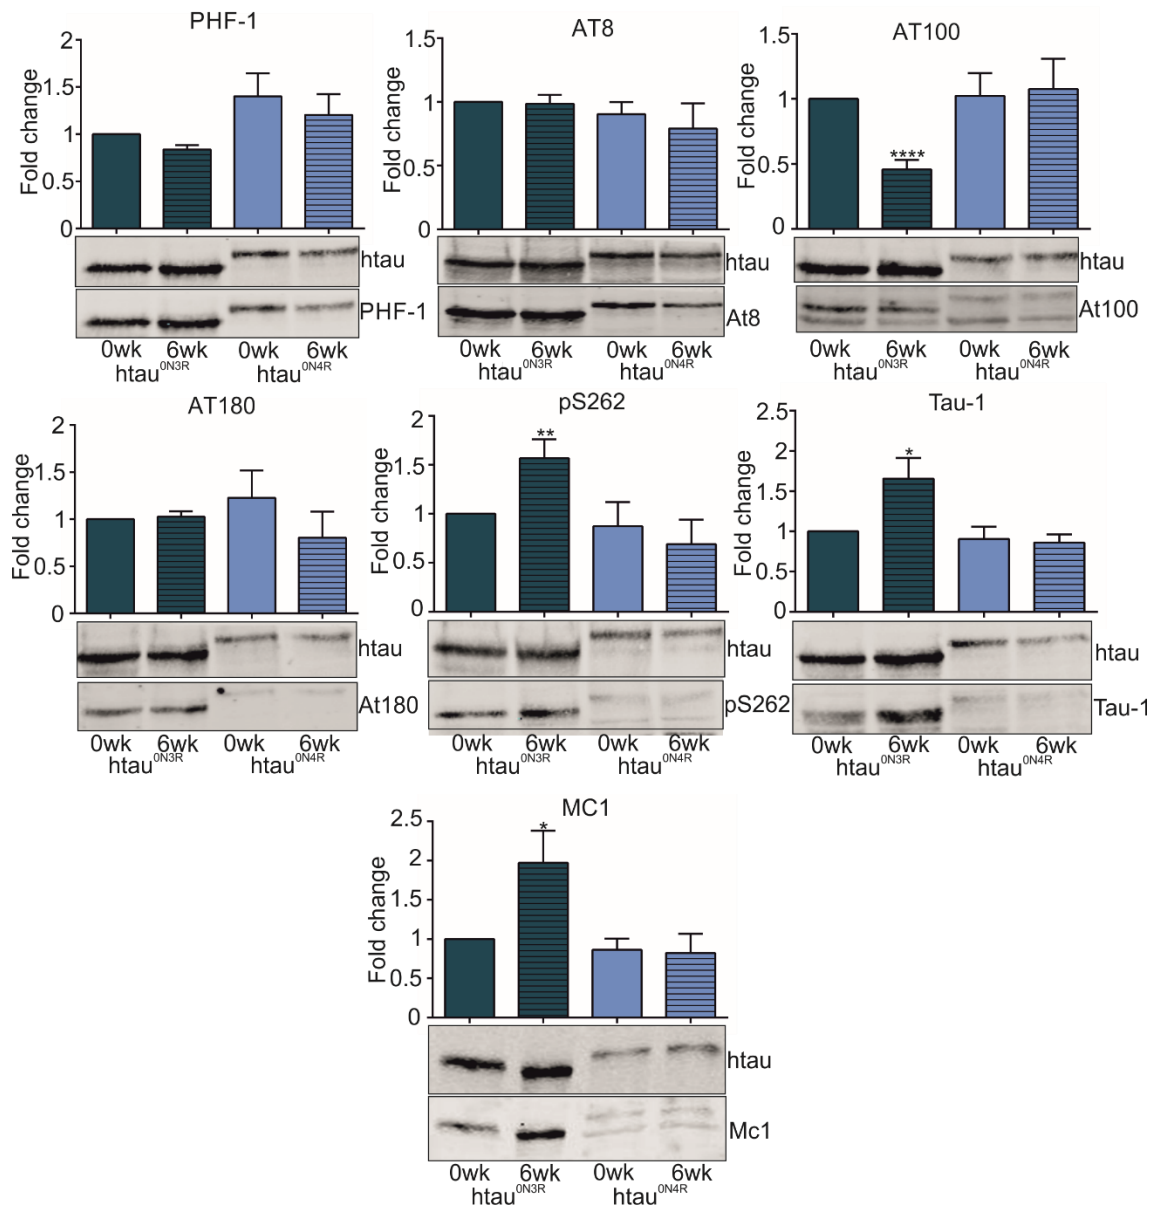 PHF-1
2
1.5
1
0.5
0
Fold change
htau
PHF-1
0wk 6wk 0wk 6wk
htau0N3R htau0N4R
AT8
1.5
1
0.5
0
Fold change
htau
At8
0wk 6wk 0wk 6wk
htau0N3R htau0N4R
AT100
1.5
1
0.5
0
Fold change
****
htau
At100
0wk 6wk 0wk 6wk
htau0N3R htau0N4R
AT180
2
1.5
1
0.5
0
Fold change
htau
At180
0wk 6wk 0wk 6wk
htau0N3R htau0N4R
pS262
2
1.5
1
0.5
0
Fold change
**
htau
pS262
0wk 6wk 0wk 6wk
htau0N3R htau0N4R
Tau-1
2.5
2
1.5
1
0.5
0
Fold change
*
htau
Tau-1
0wk 6wk 0wk 6wk
htau0N3R htau0N4R
MC1
2.5
2
1.5
1
0.5
0
Fold change
*
htau
Mc1
0wk 6wk 0wk 6wk
htau0N3R htau0N4R